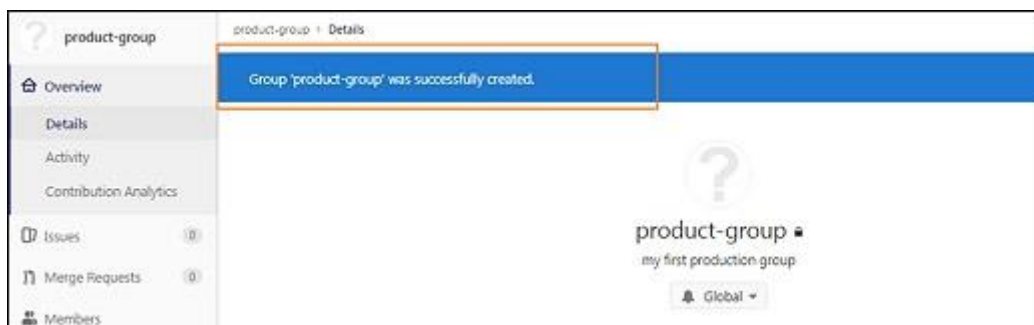 product-group
product-group › Details
Group 'product-group' was successfully created.
Overview
Details
Activity
Contribution Analytics
Issues 0
Merge Requests 0
Members
?
product-group
my first production group
Global